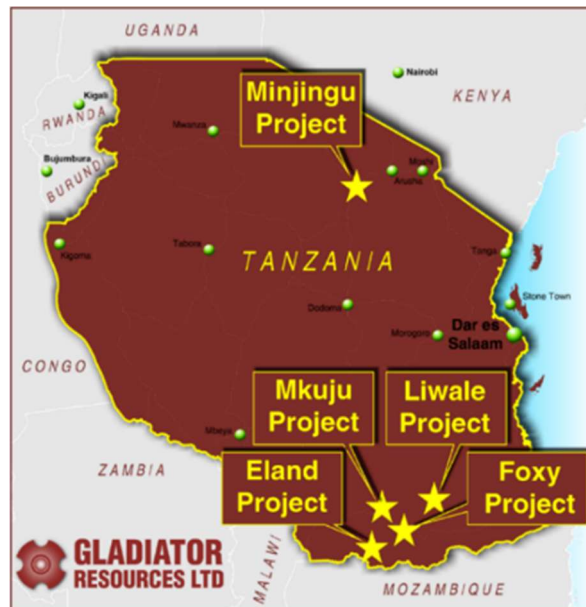 UGANDA
Nairobi
Kigali
RWANDA
KENYA
Minjingu
Project
Mwanza
Bujumbura
BURUNDI
Moshi
Arusha
Kigoma
Tabora
TANZANIA
Tanga
Stone Town
Dodoma
Morogoro
Dar es
Salaam
CONGO
Mkuju
Project
Liwale
Project
Mbeya
ZAMBIA
Eland
Project
Foxy
Project
GLADIATOR
RESOURCES LTD
MALAWI
MOZAMBIQUE